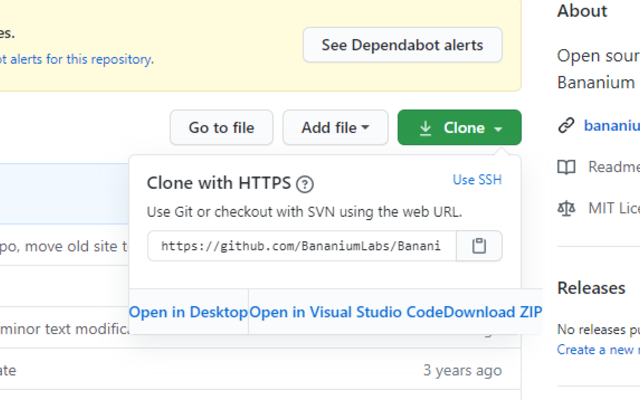 es.
ot alerts for this repository.
See Dependabot alerts
Go to file
Add file
Clone
Clone with HTTPS
Use SSH
Use Git or checkout with SVN using the web URL.
https://github.com/BananiumLabs/Banani
Open in Desktop
Open in Visual Studio Code
Download ZIP
po, move old site t
minor text modifica
ate
3 years ago
About
Open sour
Bananium
bananiu
Readme
MIT Lice
Releases
No releases pu
Create a new r